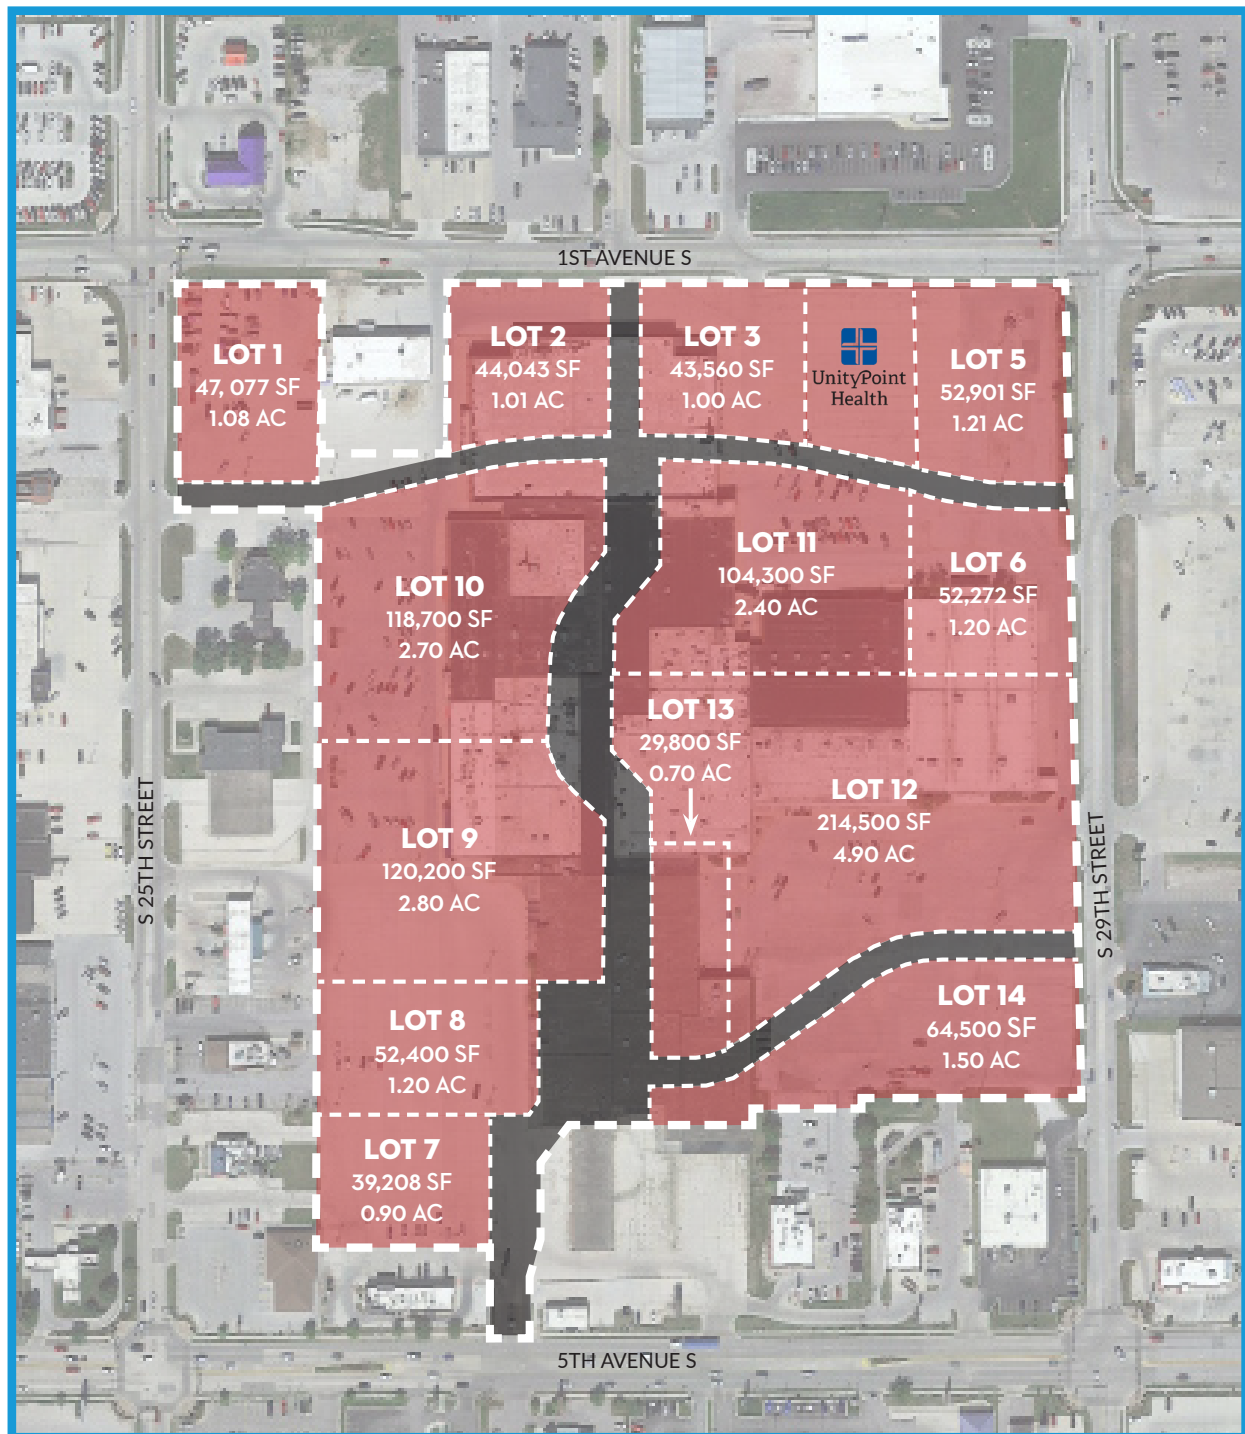 1ST AVENUE S
LOT 1
47, 077 SF
1.08 AC
LOT 2
44,043 SF
1.01 AC
LOT 3
43,560 SF
1.00 AC
UnityPoint
Health
LOT 5
52,901 SF
1.21 AC
LOT 10
118,700 SF
2.70 AC
LOT 11
104,300 SF
2.40 AC
LOT 6
52,272 SF
1.20 AC
LOT 13
29,800 SF
0.70 AC
LOT 12
214,500 SF
4.90 AC
S 25TH STREET
LOT 9
120,200 SF
2.80 AC
S 29TH STREET
LOT 8
52,400 SF
1.20 AC
LOT 14
64,500 SF
1.50 AC
LOT 7
39,208 SF
0.90 AC
5TH AVENUE S